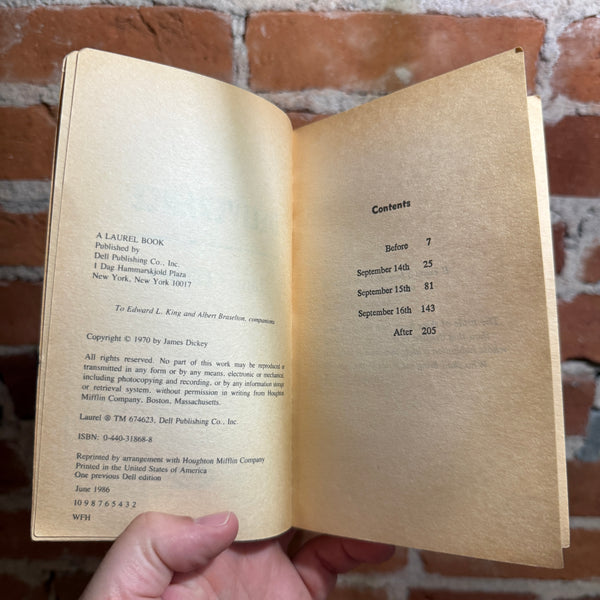 A LAUREL BOOK
Published by
Dell Publishing Co., Inc.
1 Dag Hammarskjold Plaza
New York, New York 10017
To Edward L. King and Albert Braselton, companions
Copyright © 1970 by James Dickey
All rights reserved. No part of this work may be reproduced or
transmitted in any form or by any means, electronic or mechanical,
including photocopying and recording, or by any information storage
or retrieval system, without permission in writing from Houghton
Mifflin Company, Boston, Massachusetts.
Laurel ® TM 674623, Dell Publishing Co., Inc.
ISBN: 0-440-31868-8
Reprinted by arrangement with Houghton Mifflin Company
Printed in the United States of America
One previous Dell edition
June 1986
10 9 8 7 6 5 4 3 2
WFH
Contents
Before 7
September 14th 25
September 15th 81
September 16th 143
After 205